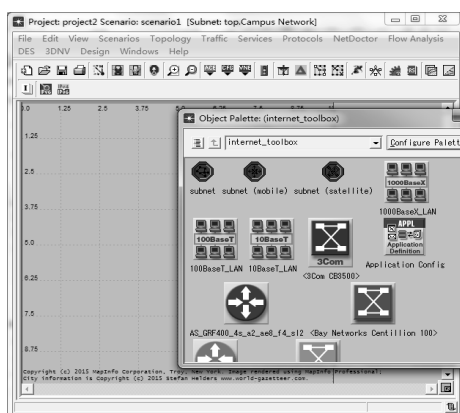 Project: project2 Scenario: scenario1 [Subnet: top.Campus Network]
File Edit View Scenarios Topology Traffic Services Protocols NetDoctor Flow Analysis
DES 3DNV Design Windows Help
0.0 1.25 2.5 3.75
Object Palette: (internet_toolbox)
1.25
internet_toolbox
Configure Palett
2.5
1000BaseX
subnet subnet (mobile) subnet (satellite)
1000BaseX_LAN
3.75
APPL
100BaseT 10BaseT
Application
Definition
5.0
3Com
100BaseT_LAN 10BaseT_LAN
Application Config
<3Com CB3500>
6.25
7.5
AS_GRF400_4s_a2_ae8_f4_sl2 <Bay Networks Centillion 100>
8.75
Copyright (c) 2015 MapInfo Corporation, Troy, New York. Image rendered using MapInfo Professional.
City information is Copyright (c) 2015 Stefan Helders www.world-gazetteer.com.